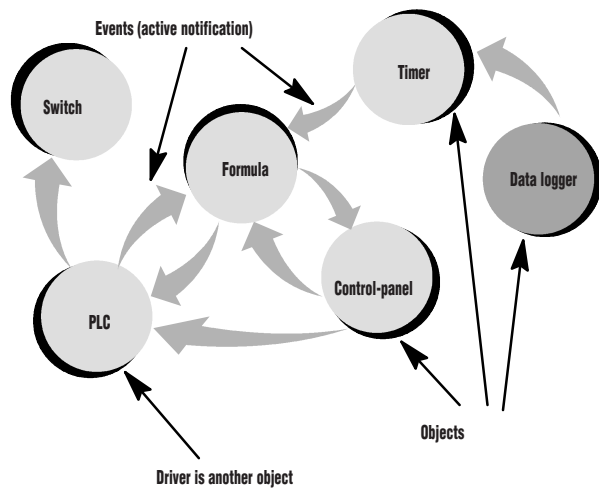 Events (active notification)
Timer
Switch
Formula
Data logger
Control-panel
PLC
Objects
Driver is another object